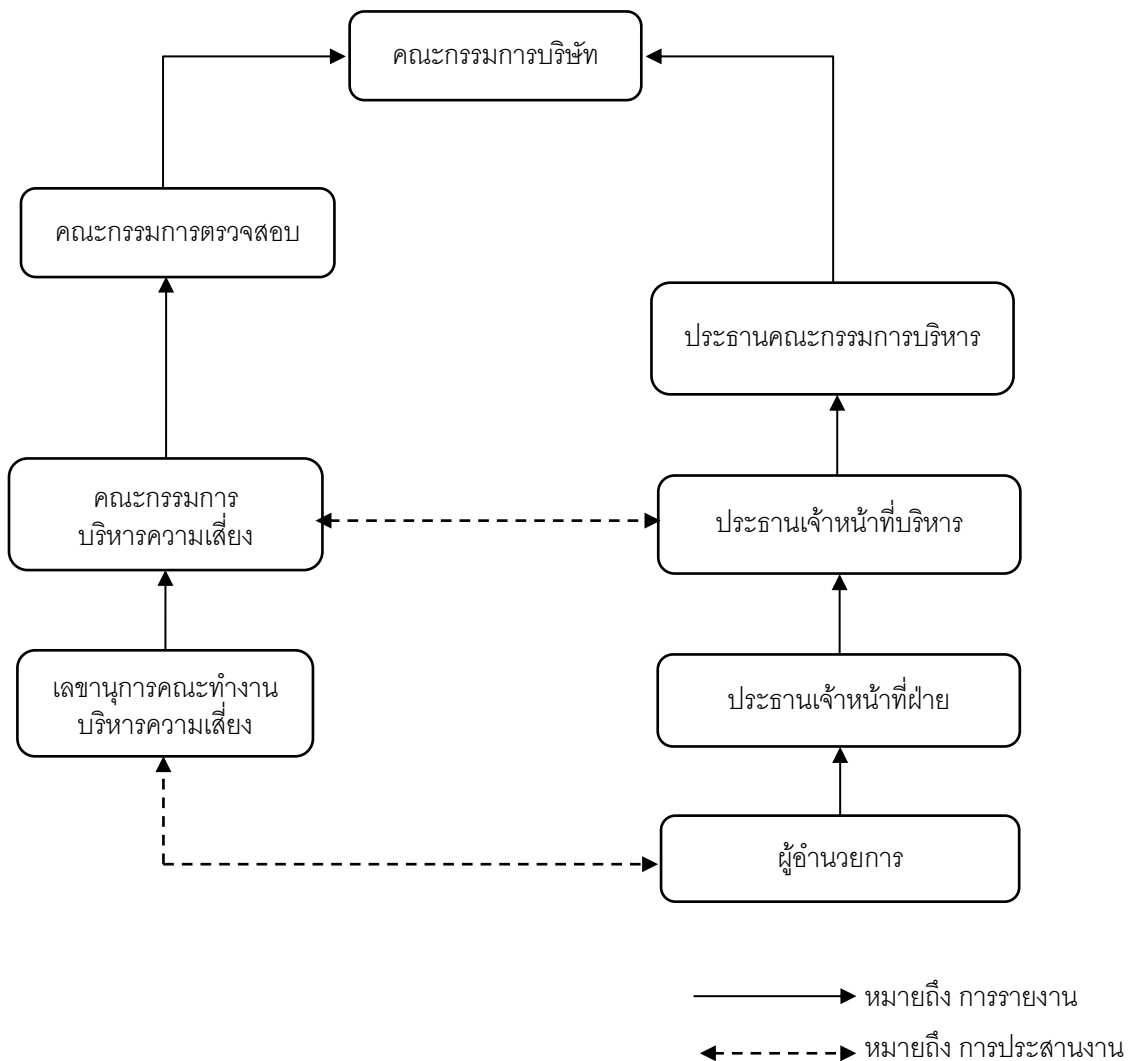 คณะกรรมการบริษัท
คณะกรรมการตรวจสอบ
ประธานคณะกรรมการบริหาร
คณะกรรมการ
บริหารความเสี่ยง
ประธานเจ้าหน้าที่บริหาร
เลขานุการคณะทำงาน
บริหารความเสี่ยง
ประธานเจ้าหน้าที่ฝ่าย
ผู้อำนวยการ
หมายถึง การรายงาน
หมายถึง การประสานงาน